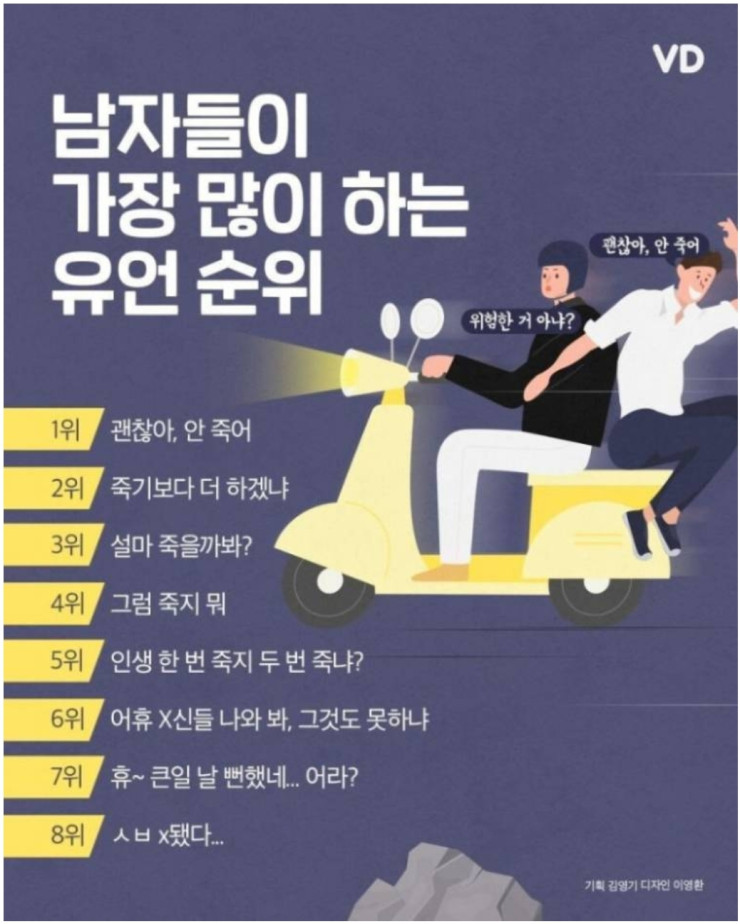 VD
남자들이
가장 많이 하는
유언 순위
괜찮아, 안 죽어
위험한 거 아냐?
1위 괜찮아, 안 죽어
2위 죽기보다 더 하겠냐
3위 설마 죽을까봐?
4위 그럼 죽지 뭐
5위 인생 한 번 죽지 두 번 죽냐?
6위 어휴 X신들 나와 봐, 그것도 못하냐
7위 휴~ 큰일 날 뻔했네... 어라?
8위 ㅅㅂ x됐다...
기획 김영기 디자인 이영환